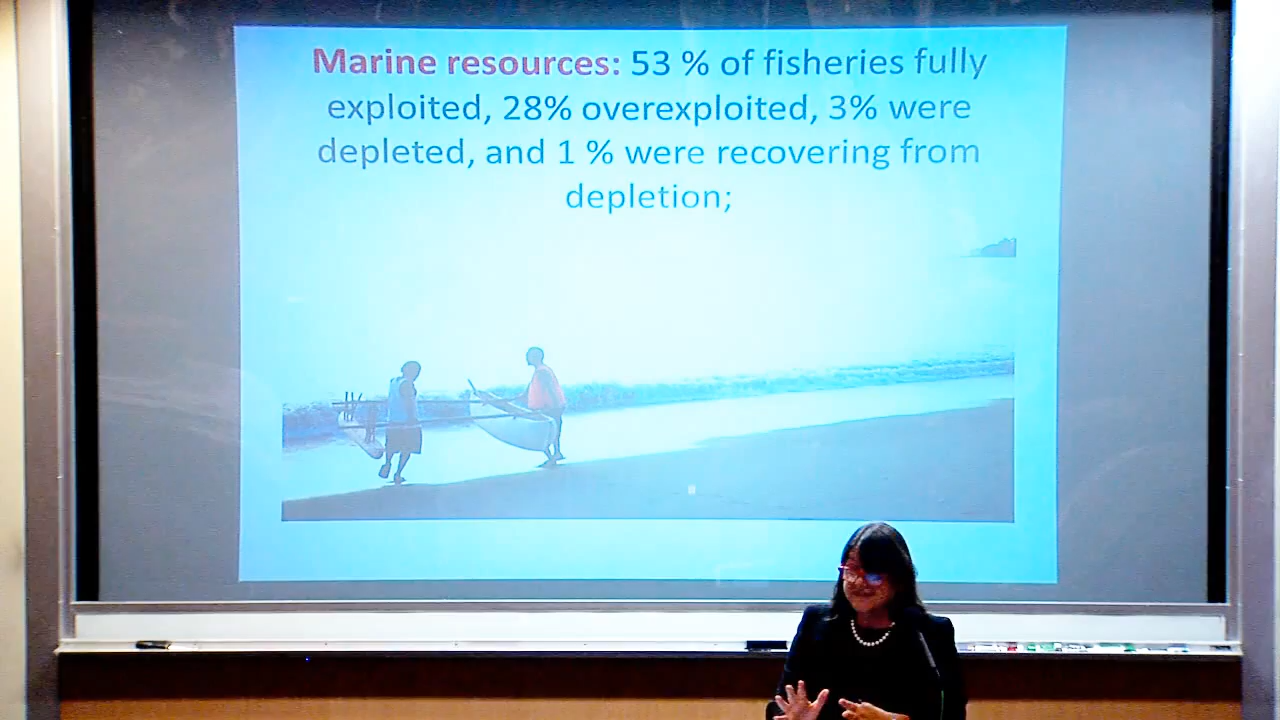 Marine resources: 53 % of fisheries fully
exploited, 28% overexploited, 3% were
depleted, and 1 % were recovering from
depletion;